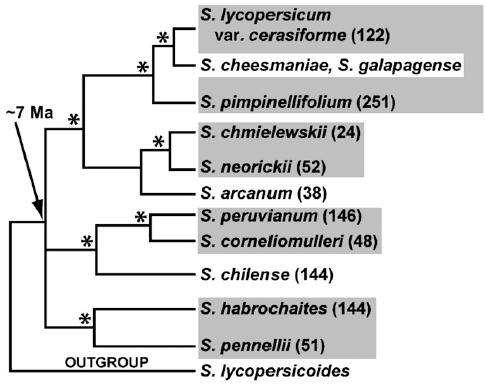 S. lycopersicum
var. cerasiforme (122)
*
*
S. cheesmaniae, S. galapagense
S. pimpinellifolium (251)
~7 Ma
*
*
S. chmielewskii (24)
S. neorickii (52)
S. arcanum (38)
*
S. peruvianum (146)
*
S. corneliomulleri (48)
S. chilense (144)
*
S. habrochaites (144)
S. pennellii (51)
OUTGROUP
S. lycopersicoides